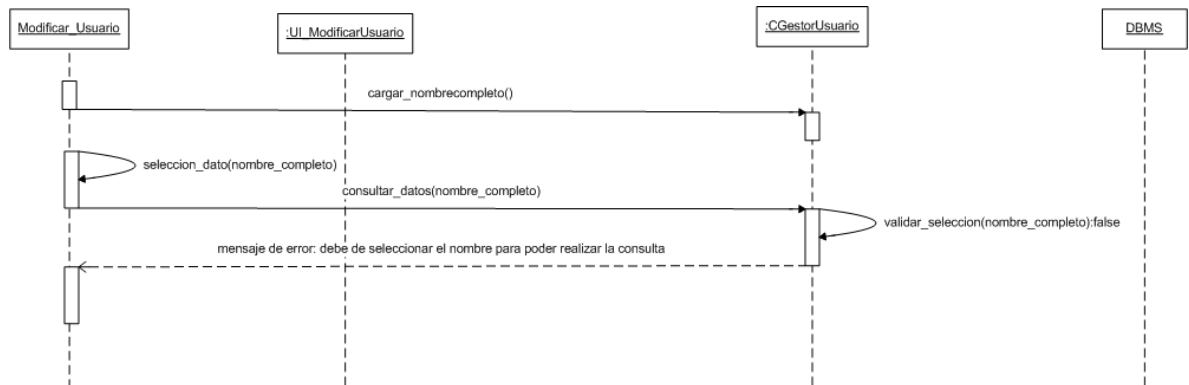 Modificar_Usuario
:UI_ModificarUsuario
:CGestorUsuario
DBMS
cargar_nombrecompleto()
seleccion_dato(nombre_completo)
consultar_datos(nombre_completo)
validar_seleccion(nombre_completo):false
mensaje de error: debe de seleccionar el nombre para poder realizar la consulta